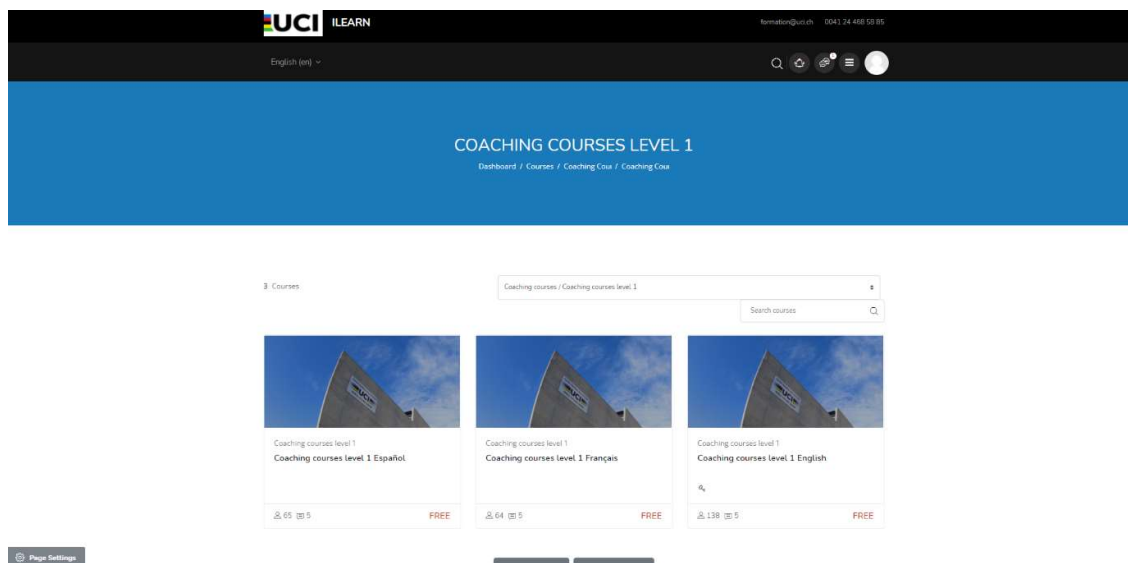 UCI ILEARN
formation@uci.ch 0041 24 468 58 85
English (en)
COACHING COURSES LEVEL 1
Dashboard / Courses / Coaching Cour / Coaching Cour
3 Courses
Coaching courses / Coaching courses level 1
Search courses
UCI
UCI
UCI
Coaching courses level 1
Coaching courses level 1 Español
Coaching courses level 1
Coaching courses level 1 Français
Coaching courses level 1
Coaching courses level 1 English
65 5 FREE
64 5 FREE
138 5 FREE
Page Settings